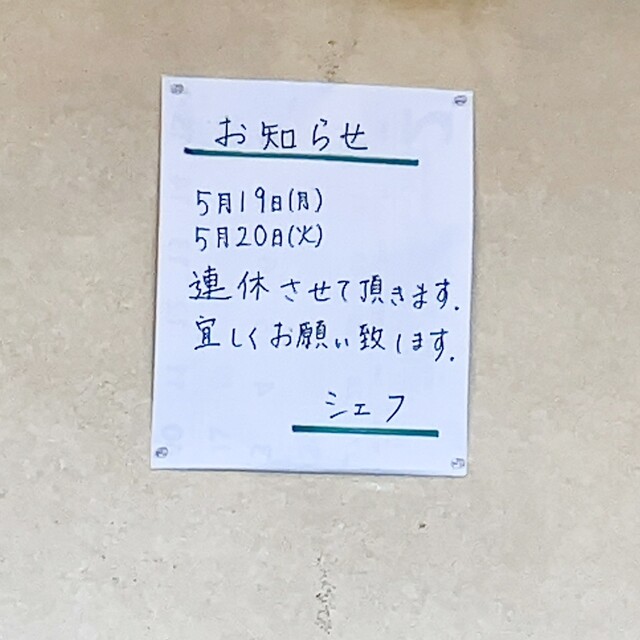 お知らせ
5月19日(月)
5月20日(火)
連休させて頂きます.
宜しくお願い致します.
シェフ